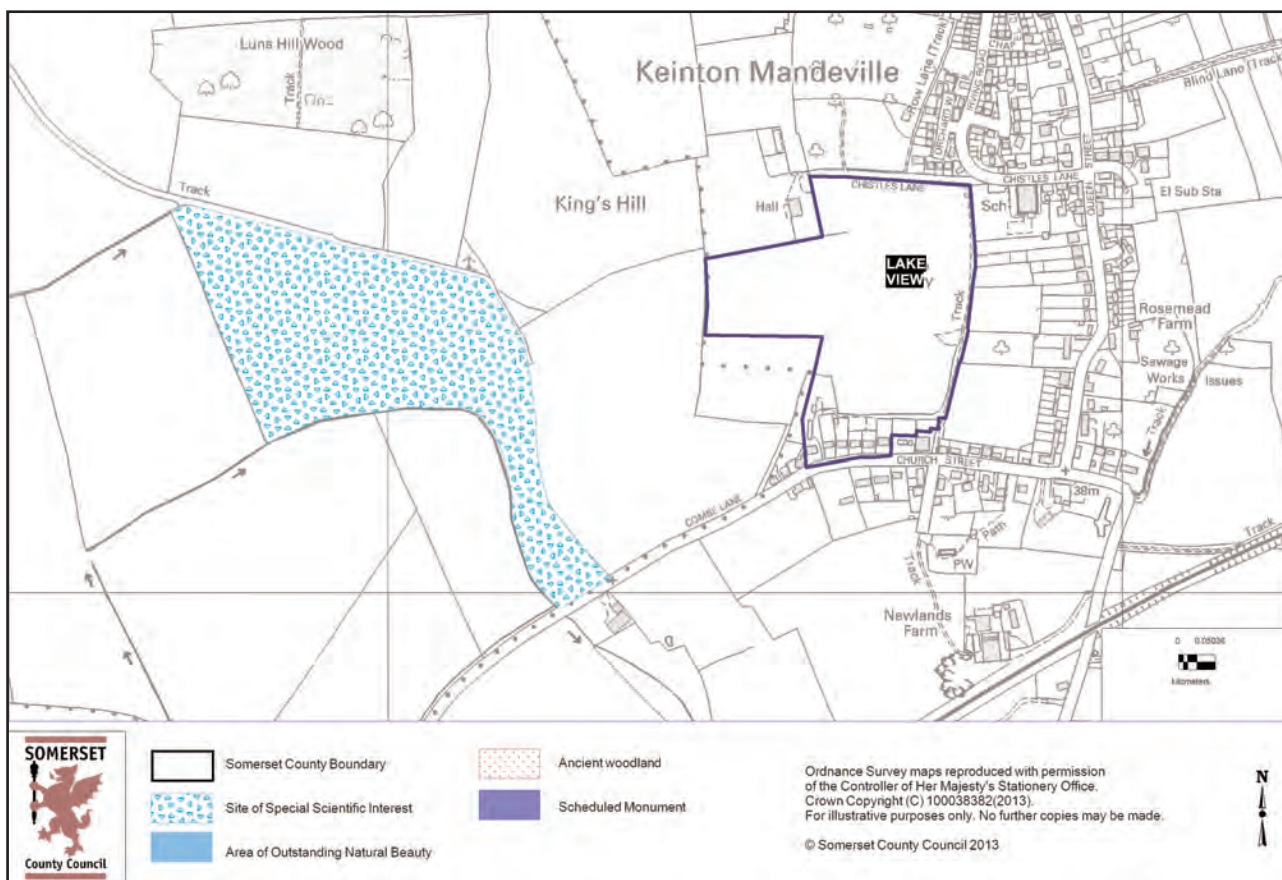 Luns Hill Wood
Track
Track
Keinton Mandeville
King's Hill
Hall
Row Lane (Track)
QUEEN STREET
Blind Lane (Track)
CHISTLES LANE
CHISTLES LANE
El Sub Sta
Sch
LAKE
VIEW
Track
Rosemead
Farm
Sewage
Works
Issues
Track
CHURCH STREET
38m
COMBE LANE
Path
PW
Track
Track
Newlands
Farm
0 0.05036
kilometers
SOMERSET
County Council
Somerset County Boundary
Site of Special Scientific Interest
Area of Outstanding Natural Beauty
Ancient woodland
Scheduled Monument
Ordnance Survey maps reproduced with permission
of the Controller of Her Majesty's Stationery Office.
Crown Copyright (C) 100038382(2013).
For illustrative purposes only. No further copies may be made.
© Somerset County Council 2013
N